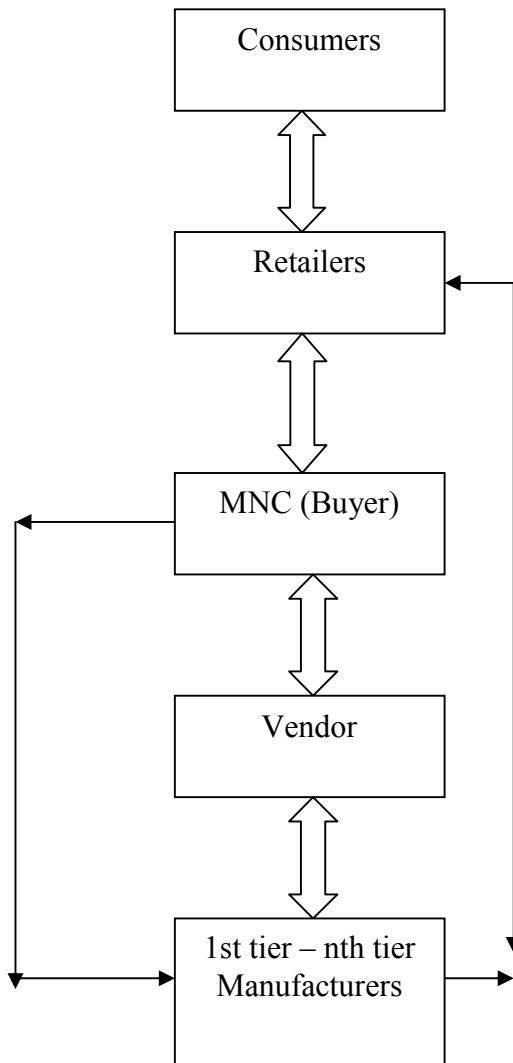 Consumers
Retailers
MNC (Buyer)
Vendor
1st tier – nth tier
Manufacturers